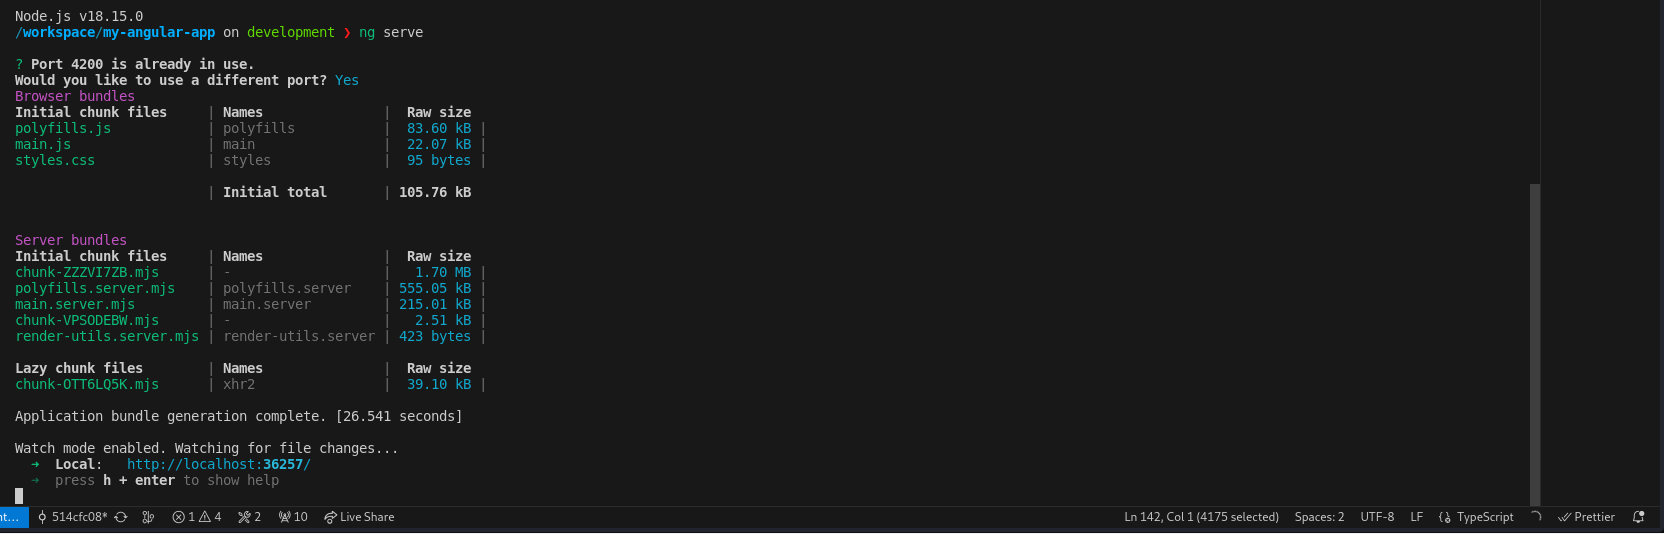 Node.js v18.15.0
/workspace/my-angular-app on development ❯ ng serve
? Port 4200 is already in use.
Would you like to use a different port? Yes
Browser bundles
Initial chunk files | Names | Raw size
polyfills.js | polyfills | 83.60 kB |
main.js | main | 22.07 kB |
styles.css | styles | 95 bytes |
| Initial total | 105.76 kB
Server bundles
Initial chunk files | Names | Raw size
chunk-ZZZVI7ZB.mjs | - | 1.70 MB |
polyfills.server.mjs | polyfills.server | 555.05 kB |
main.server.mjs | main.server | 215.01 kB |
chunk-VPSODEBW.mjs | - | 2.51 kB |
render-utils.server.mjs | render-utils.server | 423 bytes |
Lazy chunk files | Names | Raw size
chunk-OTT6LQ5K.mjs | xhr2 | 39.10 kB |
Application bundle generation complete. [26.541 seconds]
Watch mode enabled. Watching for file changes...
➜ Local: http://localhost:36257/
➜ press h + enter to show help
nt... 514cfc08* 1 4 2 10 Live Share Ln 142, Col 1 (4175 selected) Spaces: 2 UTF-8 LF TypeScript Prettier